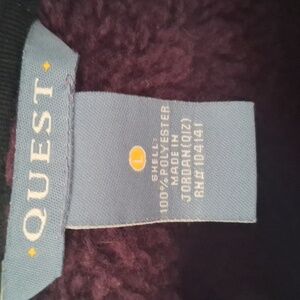 QUEST
L
SHELL:
100% POLYESTER
MADE IN
JORDAN(QIZ)
RN# 104141